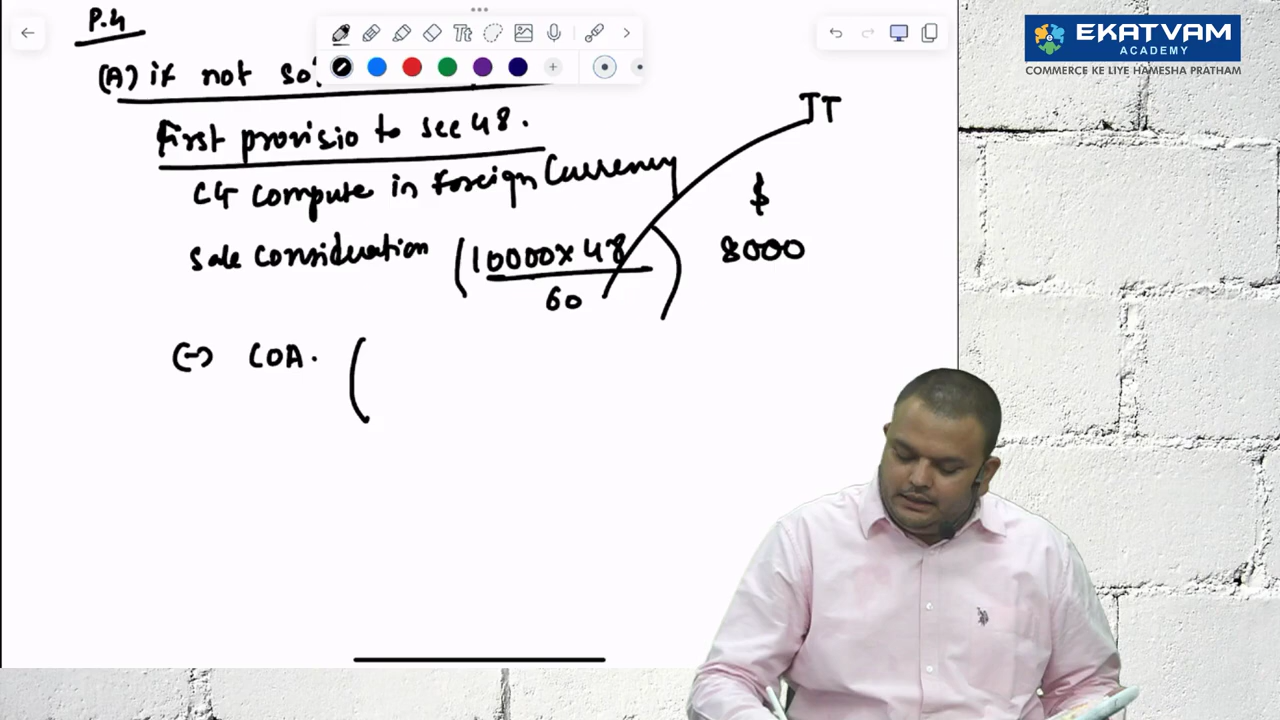 P.4
(A) if not so
First provisio to sec 48.
CG compute in Foreign Currency
JT
$
Sale Consideration (10000 x 48 / 60) 8000
(-) COA. (
Tt
EKATVAM
ACADEMY
COMMERCE KE LIYE HAMESHA PRATHAM